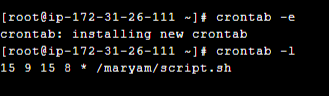 [root@ip-172-31-26-111 ~]# crontab -e
crontab: installing new crontab
[root@ip-172-31-26-111 ~]# crontab -l
15 9 15 8 * /maryam/script.sh